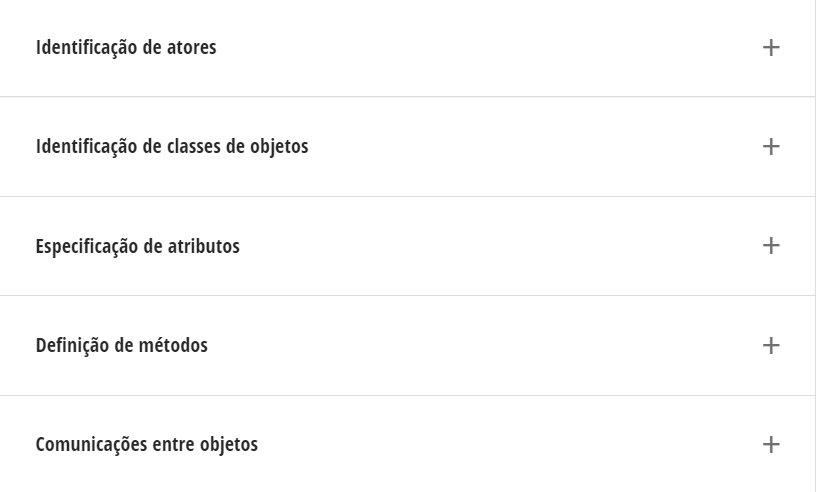 Identificação de atores
Identificação de classes de objetos
Especificação de atributos
Definição de métodos
Comunicações entre objetos